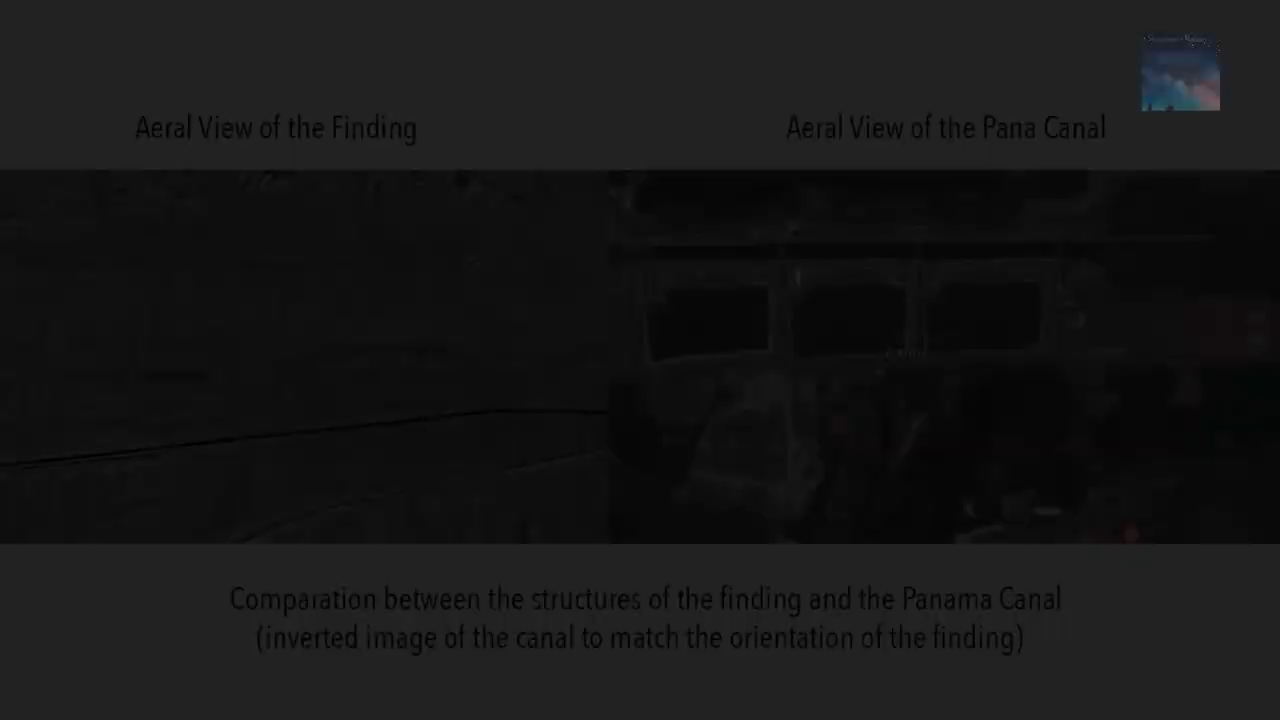 Aeral View of the Finding
Aeral View of the Pana Canal
Comparation between the structures of the finding and the Panama Canal
(inverted image of the canal to match the orientation of the finding)